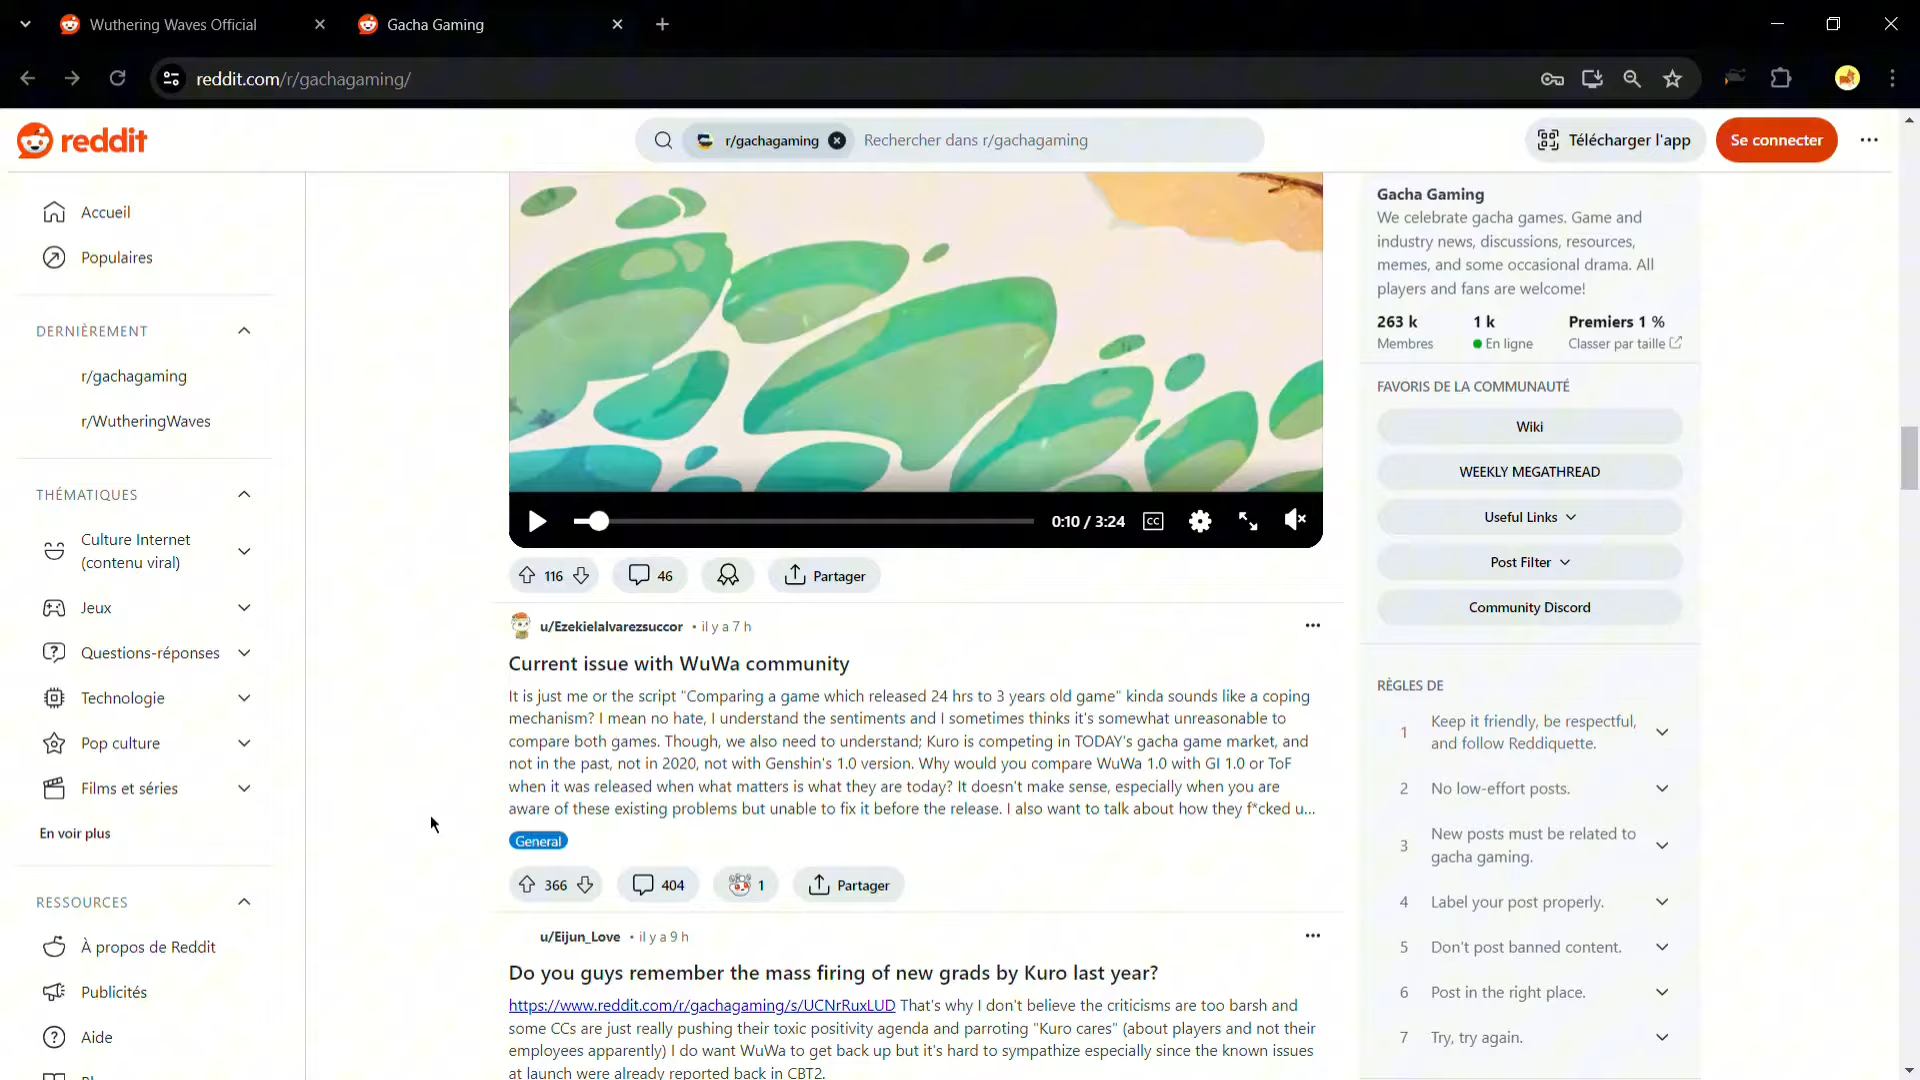 Wuthering Waves Official
Gacha Gaming
reddit.com/r/gachagaming/
reddit
r/gachagaming
Rechercher dans r/gachagaming
Télécharger l'app
Se connecter
Accueil
Populaires
DERNIÈREMENT
r/gachagaming
r/WutheringWaves
THÉMATIQUES
Culture Internet
(contenu viral)
Jeux
Questions-réponses
Technologie
Pop culture
Films et séries
En voir plus
RESSOURCES
À propos de Reddit
Publicités
Aide
0:10 / 3:24
CC
116
46
Partager
u/Ezekielalvarezsuccor • il y a 7 h
Current issue with WuWa community
It is just me or the script "Comparing a game which released 24 hrs to 3 years old game" kinda sounds like a coping
mechanism? I mean no hate, I understand the sentiments and I sometimes thinks it's somewhat unreasonable to
compare both games. Though, we also need to understand; Kuro is competing in TODAY's gacha game market, and
not in the past, not in 2020, not with Genshin's 1.0 version. Why would you compare WuWa 1.0 with GI 1.0 or ToF
when it was released when what matters is what they are today? It doesn't make sense, especially when you are
aware of these existing problems but unable to fix it before the release. I also want to talk about how they f*cked u...
General
366
404
1
Partager
u/Eijun_Love • il y a 9 h
Do you guys remember the mass firing of new grads by Kuro last year?
https://www.reddit.com/r/gachagaming/s/UCNrRuxLUD That's why I don't believe the criticisms are too barsh and
some CCs are just really pushing their toxic positivity agenda and parroting "Kuro cares" (about players and not their
employees apparently) I do want WuWa to get back up but it's hard to sympathize especially since the known issues
at launch were already reported back in CBT2.
Gacha Gaming
We celebrate gacha games. Game and
industry news, discussions, resources,
memes, and some occasional drama. All
players and fans are welcome!
263 k
Membres
1 k
En ligne
Premiers 1 %
Classer par taille
FAVORIS DE LA COMMUNAUTÉ
Wiki
WEEKLY MEGATHREAD
Useful Links
Post Filter
Community Discord
RÈGLES DE
1 Keep it friendly, be respectful,
and follow Reddiquette.
2 No low-effort posts.
3 New posts must be related to
gacha gaming.
4 Label your post properly.
5 Don't post banned content.
6 Post in the right place.
7 Try, try again.